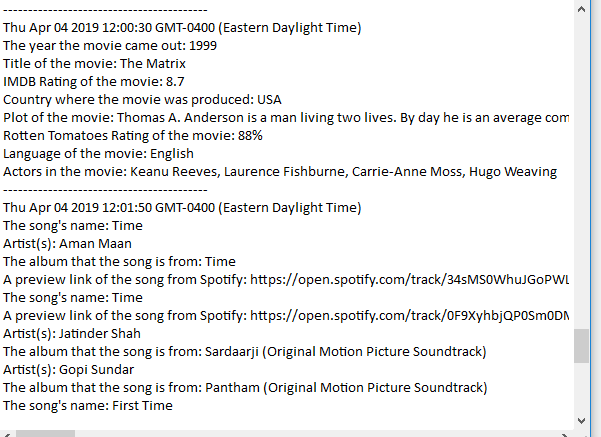 -----------------------------------------
Thu Apr 04 2019 12:00:30 GMT-0400 (Eastern Daylight Time)
The year the movie came out: 1999
Title of the movie: The Matrix
IMDB Rating of the movie: 8.7
Country where the movie was produced: USA
Plot of the movie: Thomas A. Anderson is a man living two lives. By day he is an average com
Rotten Tomatoes Rating of the movie: 88%
Language of the movie: English
Actors in the movie: Keanu Reeves, Laurence Fishburne, Carrie-Anne Moss, Hugo Weaving
-----------------------------------------
Thu Apr 04 2019 12:01:50 GMT-0400 (Eastern Daylight Time)
The song's name: Time
Artist(s): Aman Maan
The album that the song is from: Time
A preview link of the song from Spotify: https://open.spotify.com/track/34sMS0WhuJGoPWL
The song's name: Time
A preview link of the song from Spotify: https://open.spotify.com/track/0F9XyhbjQP0Sm0DM
Artist(s): Jatinder Shah
The album that the song is from: Sardaarji (Original Motion Picture Soundtrack)
Artist(s): Gopi Sundar
The album that the song is from: Pantham (Original Motion Picture Soundtrack)
The song's name: First Time